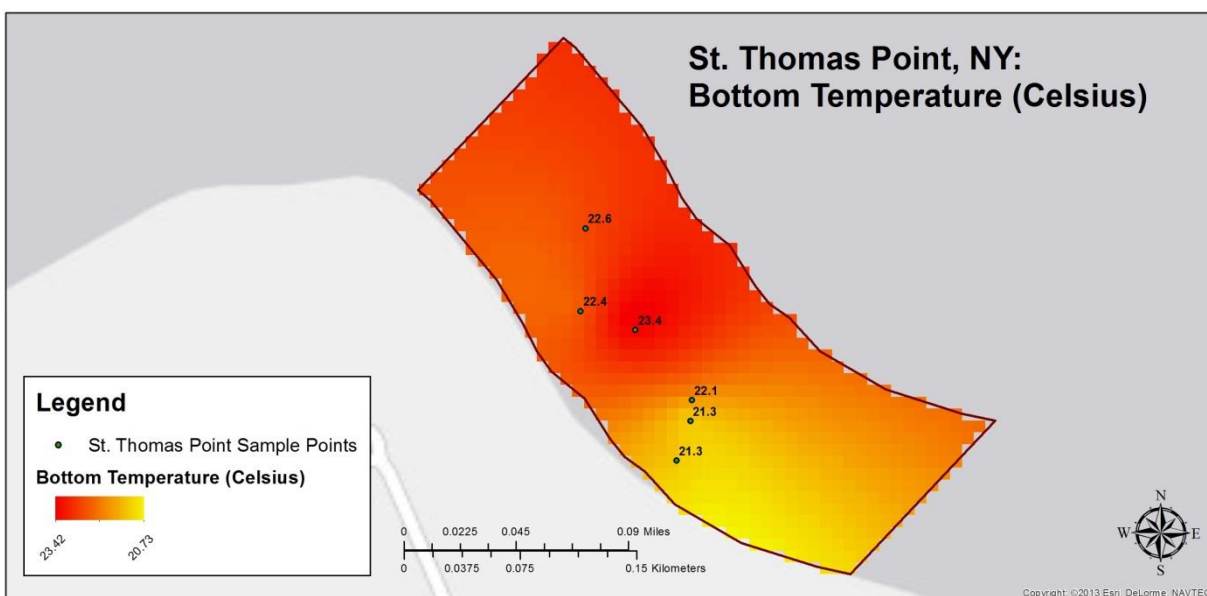 St. Thomas Point, NY:
Bottom Temperature (Celsius)
22.6
22.4
23.4
22.1
21.3
21.3
Legend
St. Thomas Point Sample Points
Bottom Temperature (Celsius)
23.42
20.73
0 0.0225 0.045 0.09 Miles
0 0.0375 0.075 0.15 Kilometers
N
W E
S
Copyright: ©2013 Esri, DeLorme, NAVTEQ